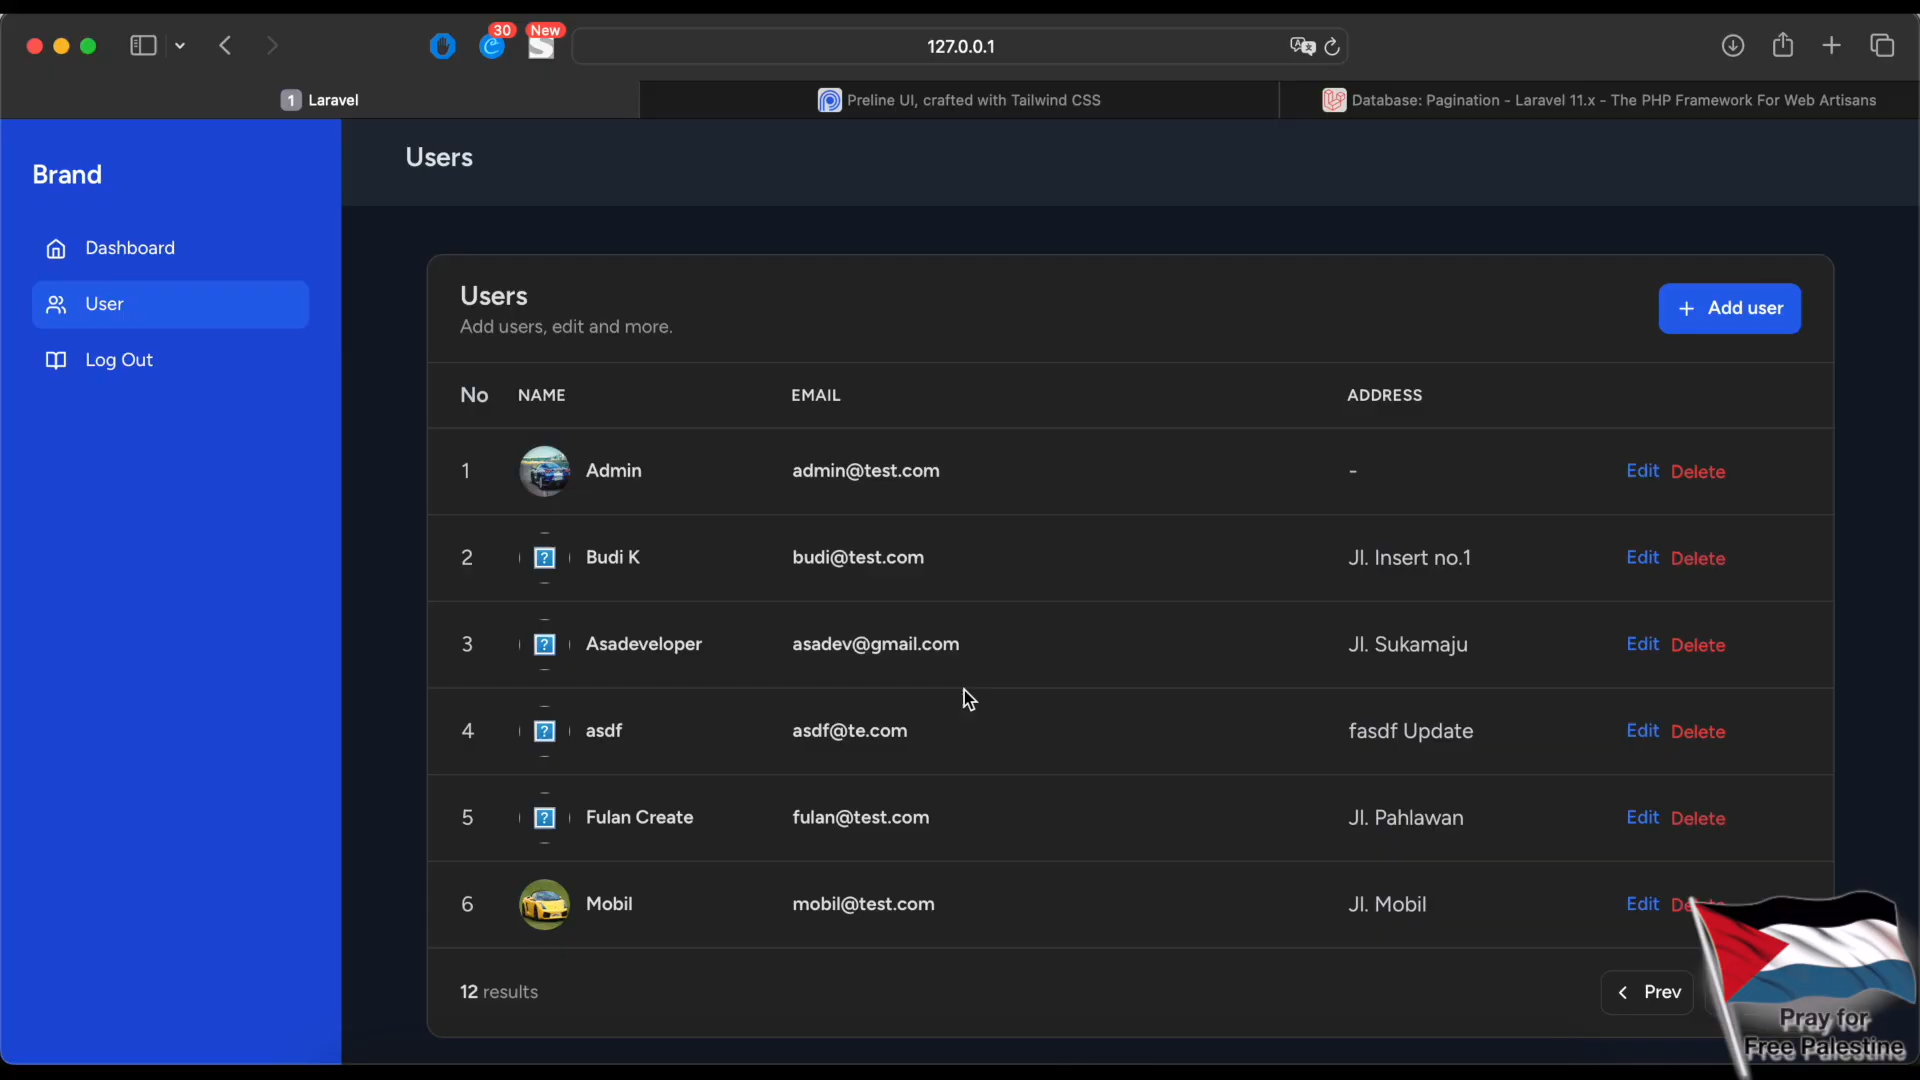 30 New
127.0.0.1
1 Laravel
Preline UI, crafted with Tailwind CSS
Database: Pagination - Laravel 11.x - The PHP Framework For Web Artisans
Brand
Dashboard
User
Log Out
Users
Users
Add users, edit and more.
+ Add user
No NAME EMAIL ADDRESS
1 Admin admin@test.com - Edit Delete
2 Budi K budi@test.com Jl. Insert no.1 Edit Delete
3 Asadeveloper asadev@gmail.com Jl. Sukamaju Edit Delete
4 asdf asdf@te.com fasdf Update Edit Delete
5 Fulan Create fulan@test.com Jl. Pahlawan Edit Delete
6 Mobil mobil@test.com Jl. Mobil Edit Delete
12 results
Prev
Pray for
Free Palestine